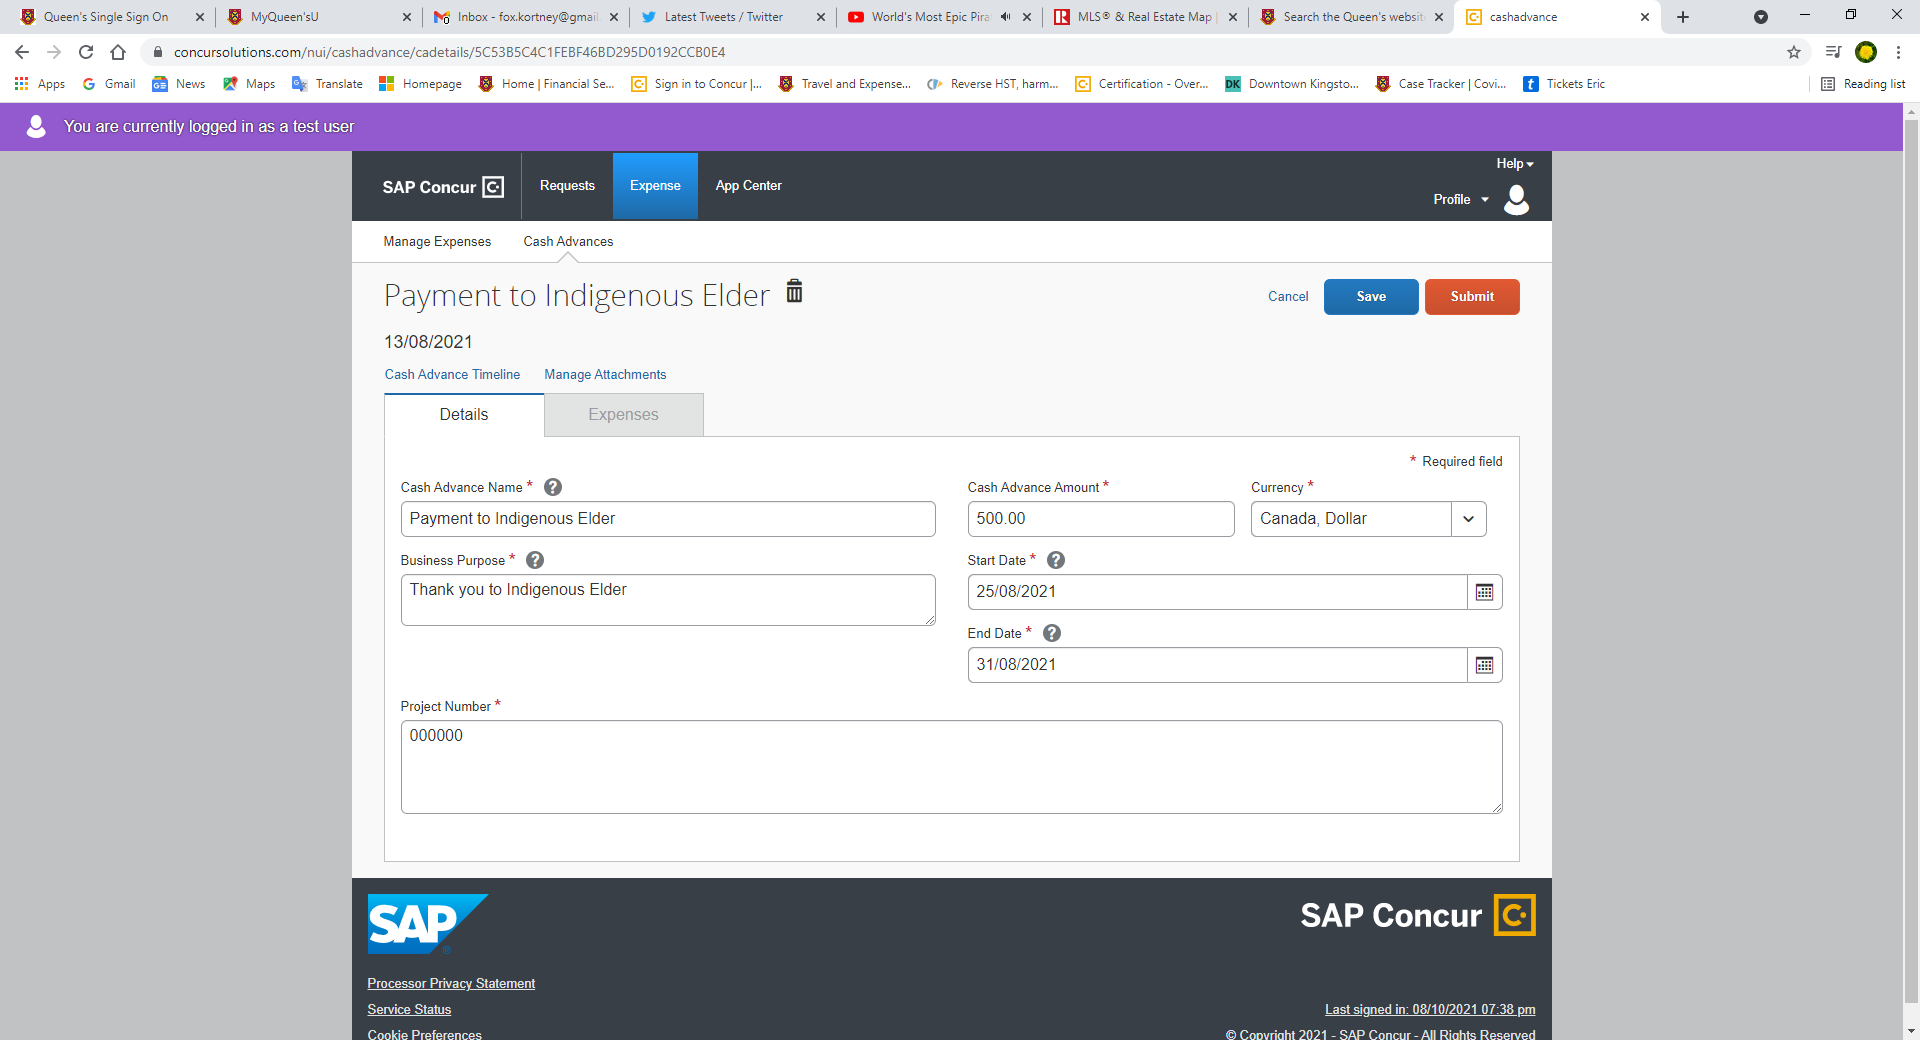 Queen's Single Sign On
MyQueen'sU
Inbox - fox.kortney@gmail
Latest Tweets / Twitter
World's Most Epic Pira
MLS® & Real Estate Map |
Search the Queen's websit
cashadvance
concursolutions.com/nui/cashadvance/cadetails/5C53B5C4C1FEBF46BD295D0192CCB0E4
Apps
Gmail
News
Maps
Translate
Homepage
Home | Financial Se...
Sign in to Concur |...
Travel and Expense...
Reverse HST, harm...
Certification - Over...
DK Downtown Kingsto...
Case Tracker | Covi...
t Tickets Eric
Reading list
You are currently logged in as a test user
Help
SAP Concur C
Requests
Expense
App Center
Profile
Manage Expenses
Cash Advances
Payment to Indigenous Elder
Cancel
Save
Submit
13/08/2021
Cash Advance Timeline
Manage Attachments
Details
Expenses
* Required field
Cash Advance Name * ?
Cash Advance Amount *
Currency *
Payment to Indigenous Elder
500.00
Canada, Dollar
Business Purpose * ?
Start Date * ?
Thank you to Indigenous Elder
25/08/2021
End Date * ?
31/08/2021
Project Number *
000000
SAP
SAP Concur C
Processor Privacy Statement
Service Status
Last signed in: 08/10/2021 07:38 pm
Cookie Preferences
© Copyright 2021 - SAP Concur - All Rights Reserved